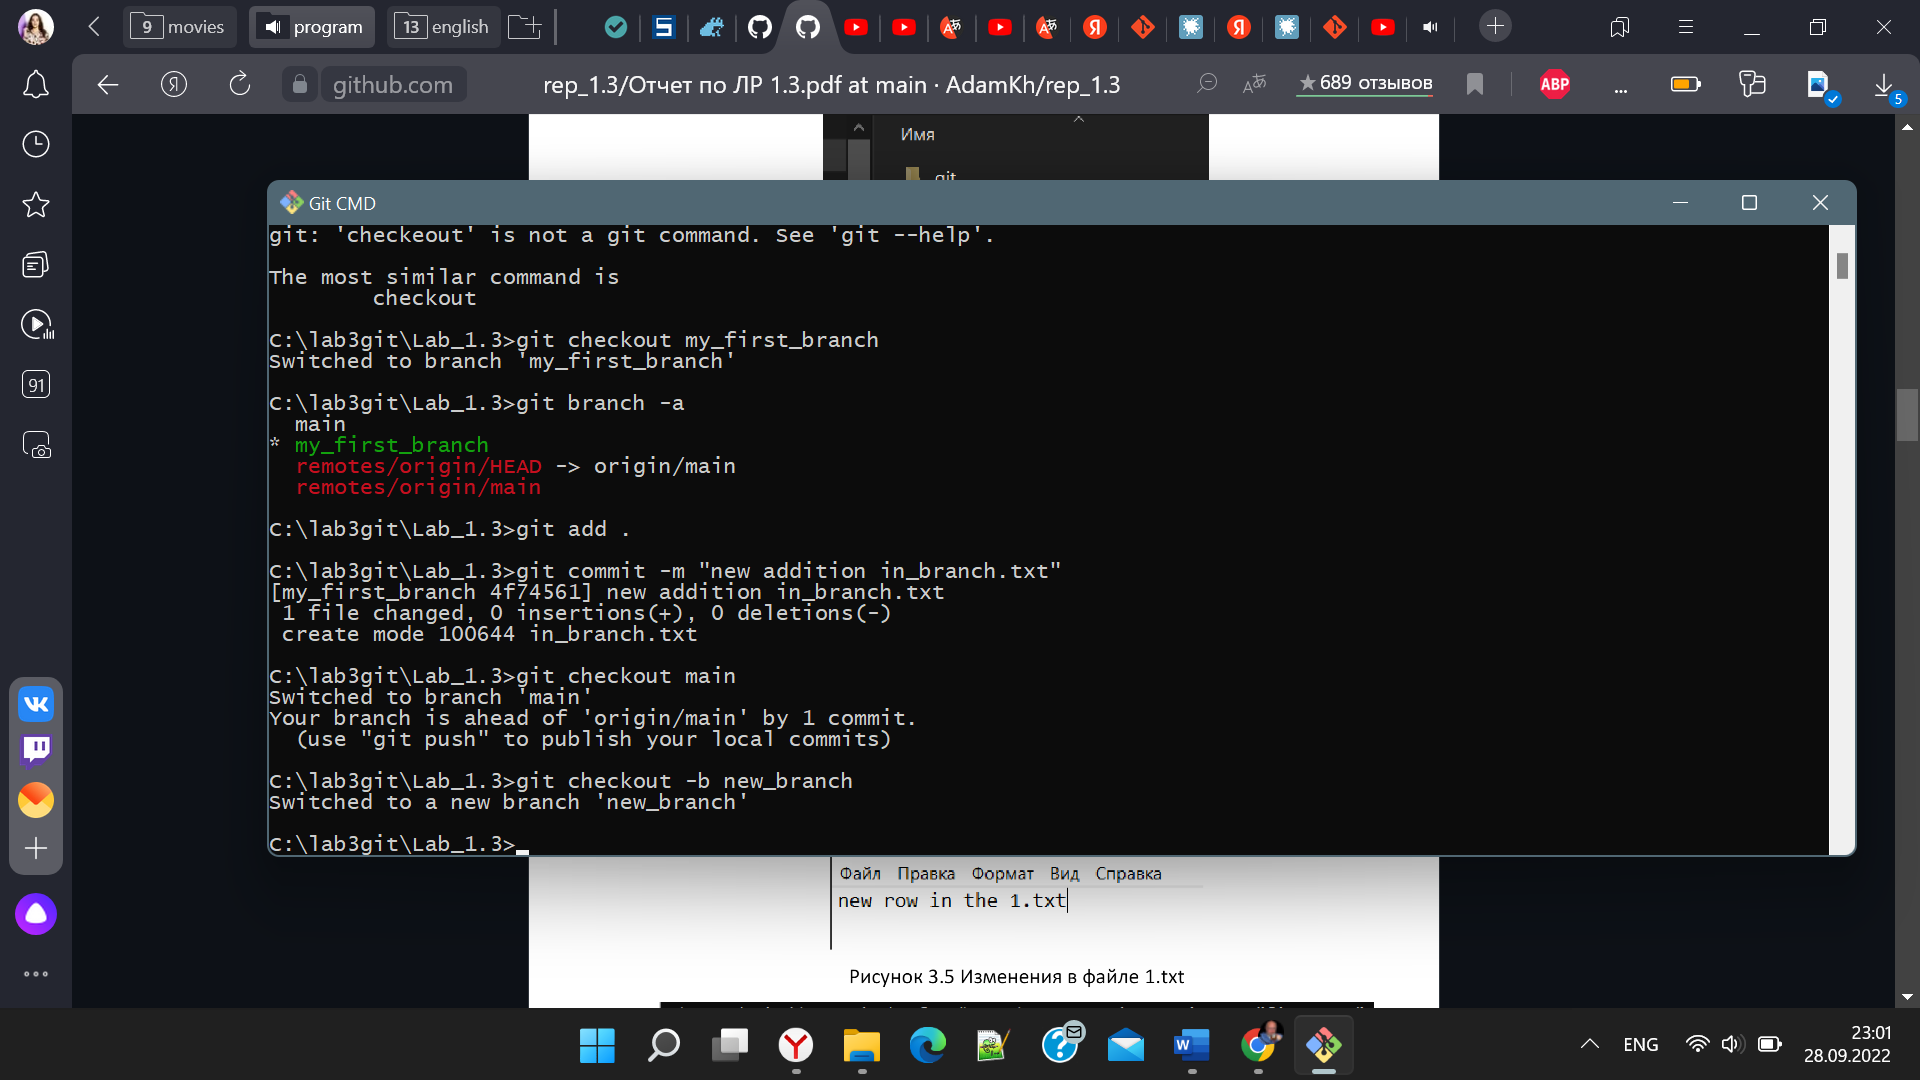 9 movies
program
13 english
github.com
rep_1.3/Отчет по ЛР 1.3.pdf at main · AdamKh/rep_1.3
★ 689 отзывов
ABP
...
5
Имя
git
Git CMD
git: 'checkeout' is not a git command. See 'git --help'.
The most similar command is
checkout
C:\lab3git\Lab_1.3>git checkout my_first_branch
Switched to branch 'my_first_branch'
C:\lab3git\Lab_1.3>git branch -a
main
* my_first_branch
remotes/origin/HEAD -> origin/main
remotes/origin/main
C:\lab3git\Lab_1.3>git add .
C:\lab3git\Lab_1.3>git commit -m "new addition in_branch.txt"
[my_first_branch 4f74561] new addition in_branch.txt
1 file changed, 0 insertions(+), 0 deletions(-)
create mode 100644 in_branch.txt
C:\lab3git\Lab_1.3>git checkout main
Switched to branch 'main'
Your branch is ahead of 'origin/main' by 1 commit.
(use "git push" to publish your local commits)
C:\lab3git\Lab_1.3>git checkout -b new_branch
Switched to a new branch 'new_branch'
C:\lab3git\Lab_1.3>
91
Файл Правка Формат Вид Справка
new row in the 1.txt
Рисунок 3.5 Изменения в файле 1.txt
ENG
23:01
28.09.2022